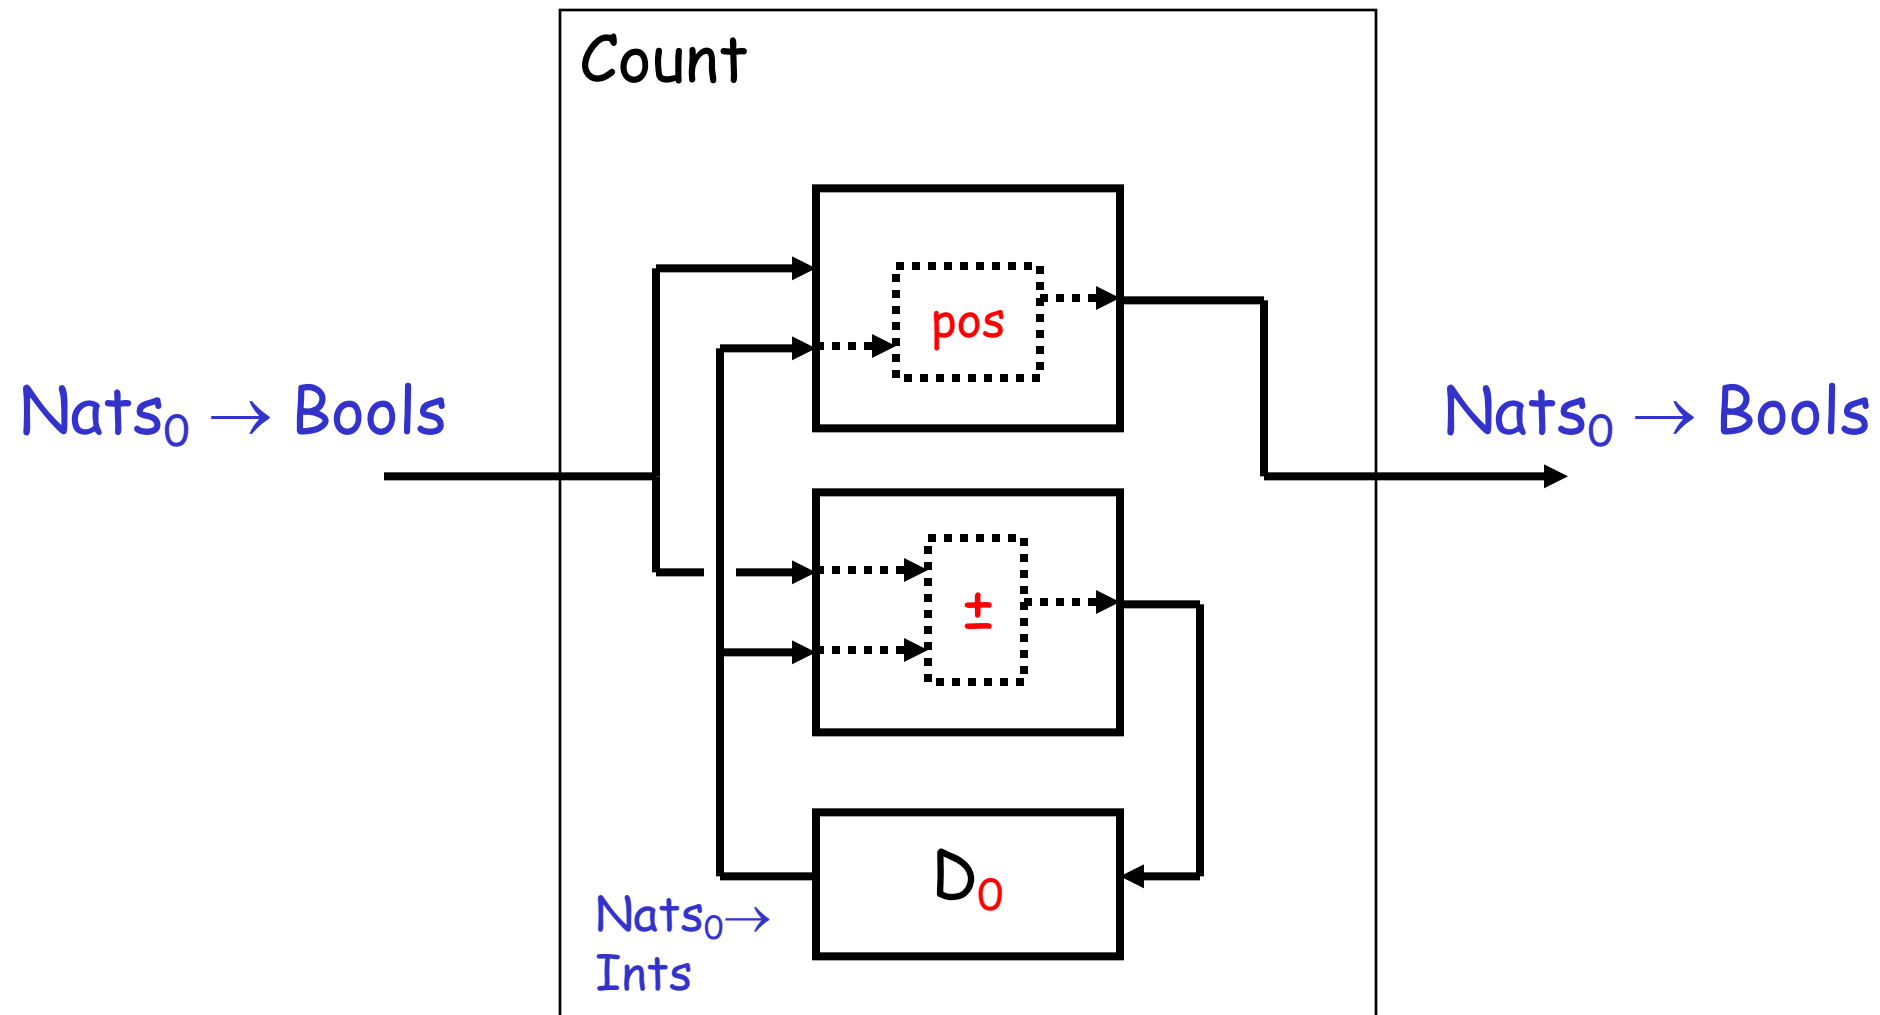 Count
pos
Nats₀ → Bools
Nats₀ → Bools
±
D₀
Nats₀→
Ints